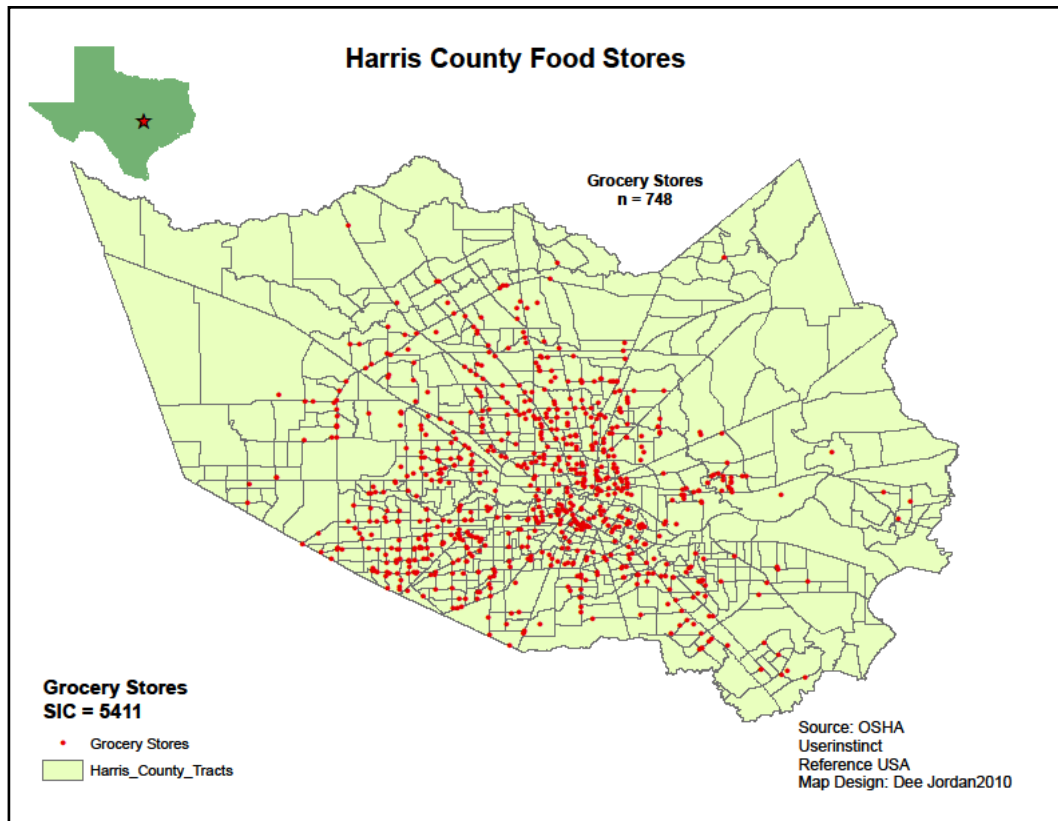 Harris County Food Stores
Grocery Stores
n = 748
Grocery Stores
SIC = 5411
Grocery Stores
Harris_County_Tracts
Source: OSHA
Userinstinct
Reference USA
Map Design: Dee Jordan2010